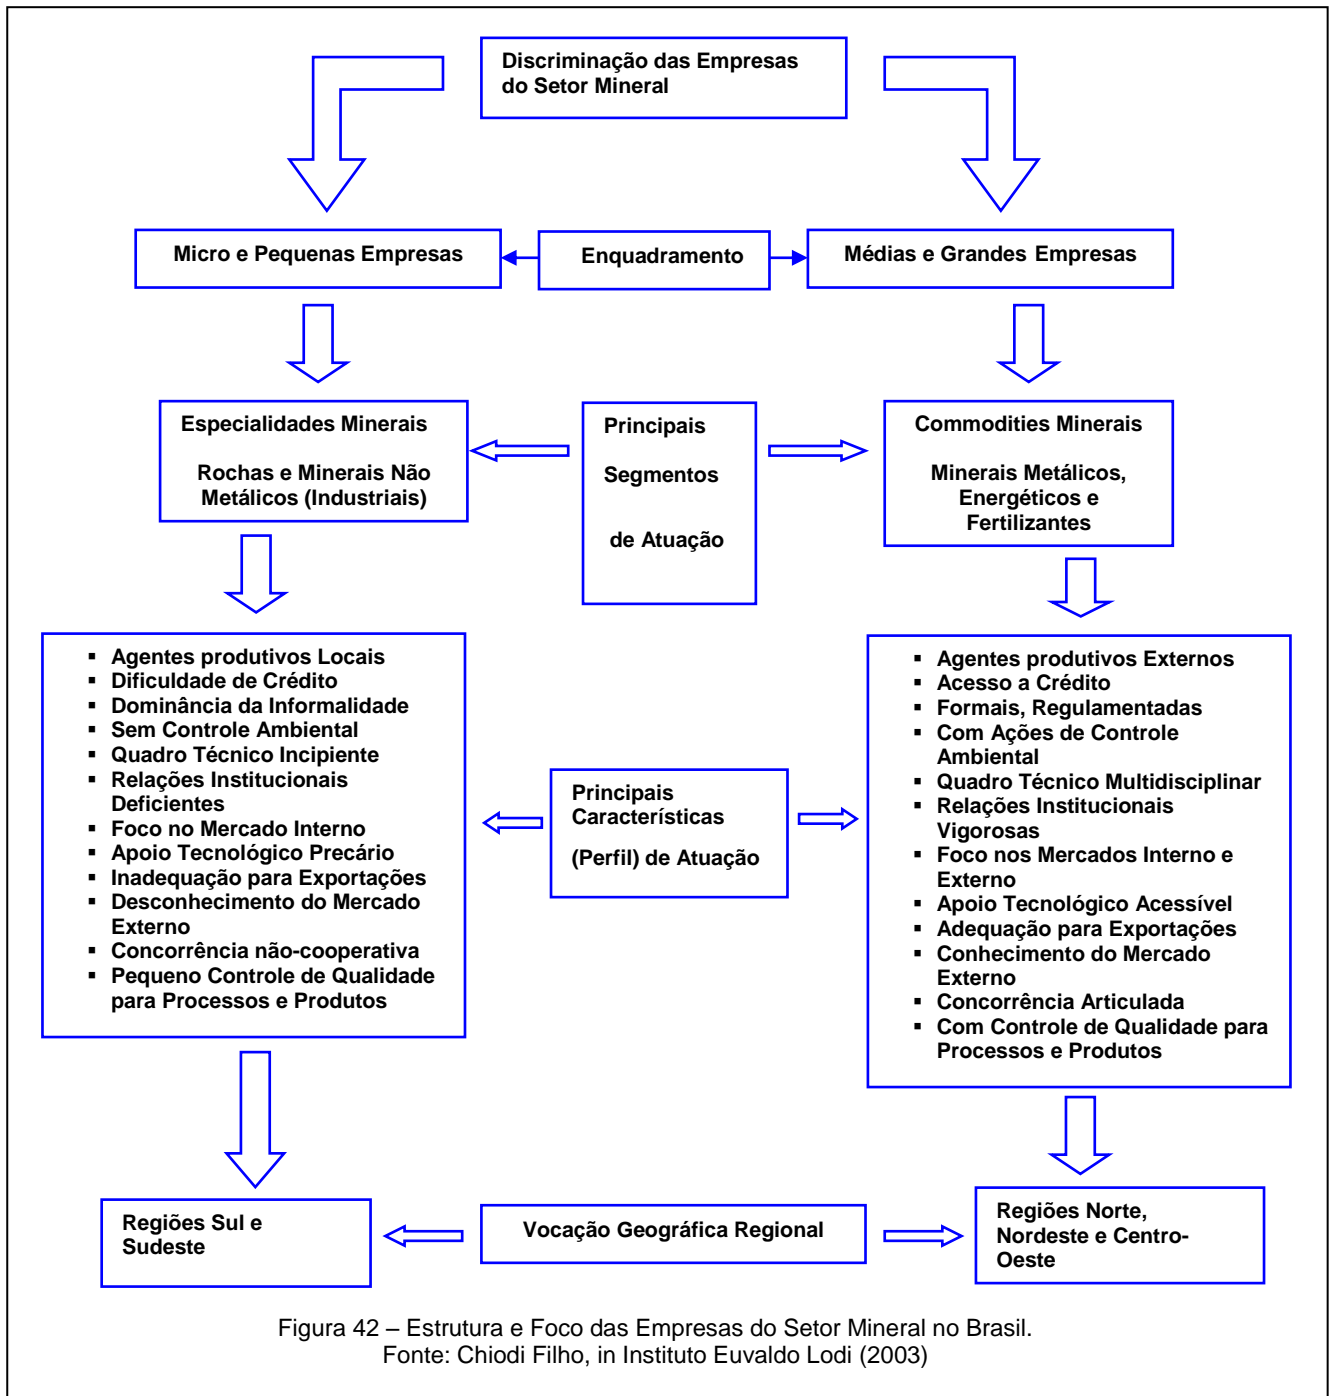 Discriminação das Empresas
do Setor Mineral
Micro e Pequenas Empresas
Enquadramento
Médias e Grandes Empresas
Especialidades Minerais
Rochas e Minerais Não
Metálicos (Industriais)
Principais
Segmentos
de Atuação
Commodities Minerais
Minerais Metálicos,
Energéticos e
Fertilizantes
▪ Agentes produtivos Locais
▪ Dificuldade de Crédito
▪ Dominância da Informalidade
▪ Sem Controle Ambiental
▪ Quadro Técnico Incipiente
▪ Relações Institucionais
Deficientes
▪ Foco no Mercado Interno
▪ Apoio Tecnológico Precário
▪ Inadequação para Exportações
▪ Desconhecimento do Mercado
Externo
▪ Concorrência não-cooperativa
▪ Pequeno Controle de Qualidade
para Processos e Produtos
Principais
Característícas
(Perfil) de Atuação
▪ Agentes produtivos Externos
▪ Acesso a Crédito
▪ Formais, Regulamentadas
▪ Com Ações de Controle
Ambiental
▪ Quadro Técnico Multidisciplinar
▪ Relações Institucionais
Vigorosas
▪ Foco nos Mercados Interno e
Externo
▪ Apoio Tecnológico Acessível
▪ Adequação para Exportações
▪ Conhecimento do Mercado
Externo
▪ Concorrência Articulada
▪ Com Controle de Qualidade para
Processos e Produtos
Regiões Sul e
Sudeste
Vocação Geográfica Regional
Regiões Norte,
Nordeste e Centro-
Oeste
Figura 42 – Estrutura e Foco das Empresas do Setor Mineral no Brasil.
Fonte: Chiodi Filho, in Instituto Euvaldo Lodi (2003)